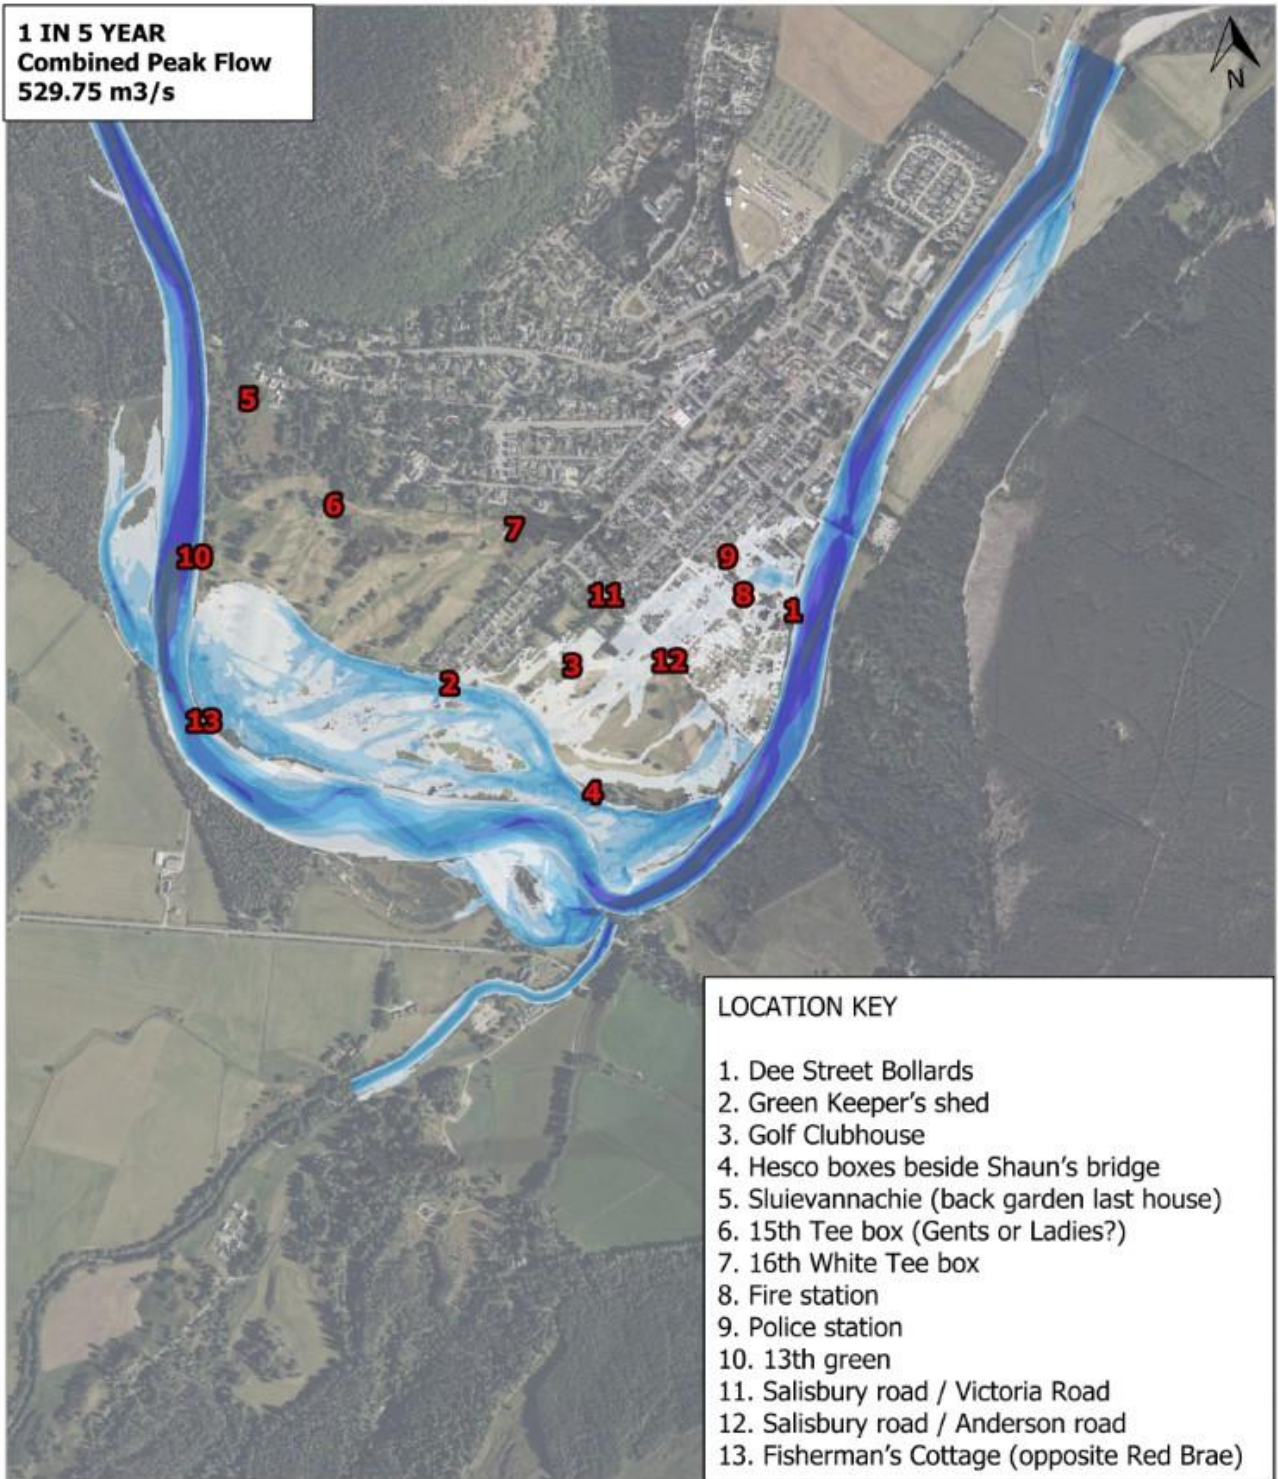 1 IN 5 YEAR
Combined Peak Flow
529.75 m3/s
N
5
6
7
10
9
11
8
1
3
12
2
13
4
LOCATION KEY
1. Dee Street Bollards
2. Green Keeper's shed
3. Golf Clubhouse
4. Hesco boxes beside Shaun's bridge
5. Sluievannachie (back garden last house)
6. 15th Tee box (Gents or Ladies?)
7. 16th White Tee box
8. Fire station
9. Police station
10. 13th green
11. Salisbury road / Victoria Road
12. Salisbury road / Anderson road
13. Fisherman's Cottage (opposite Red Brae)